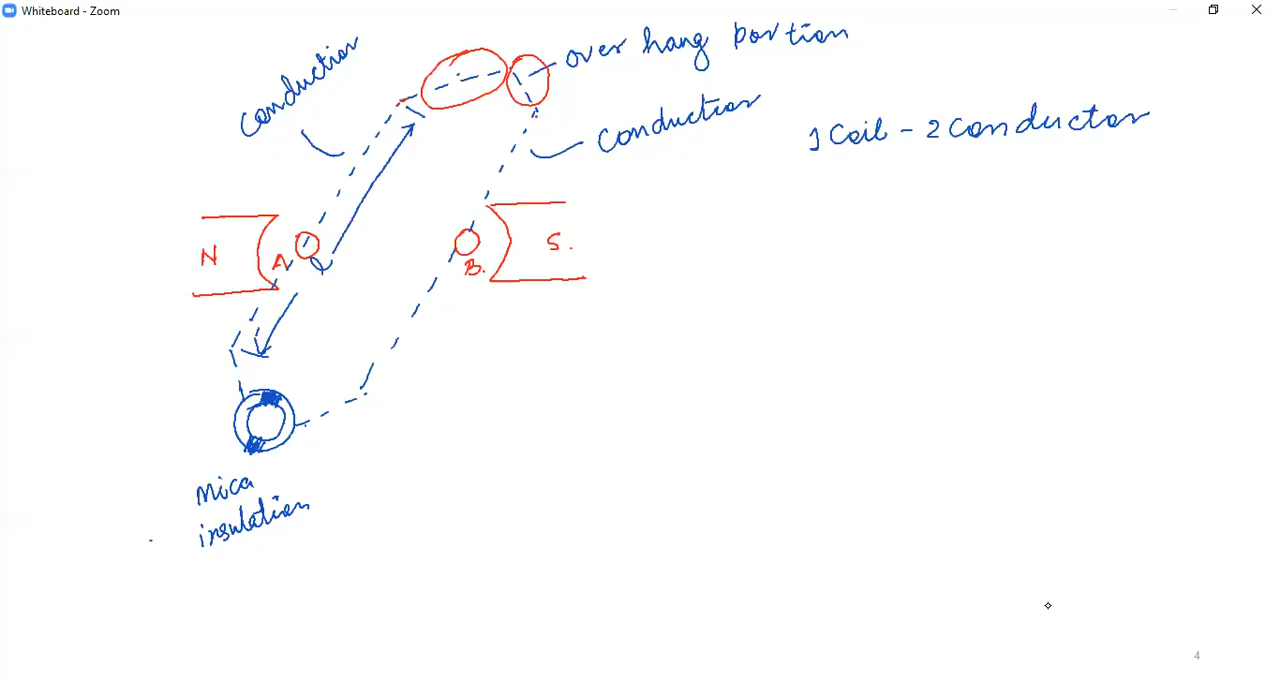 Whiteboard - Zoom
over hang portion
conduction
conduction
1 Coil - 2 conductor
N
A
B.
S.
mica
insulation
4